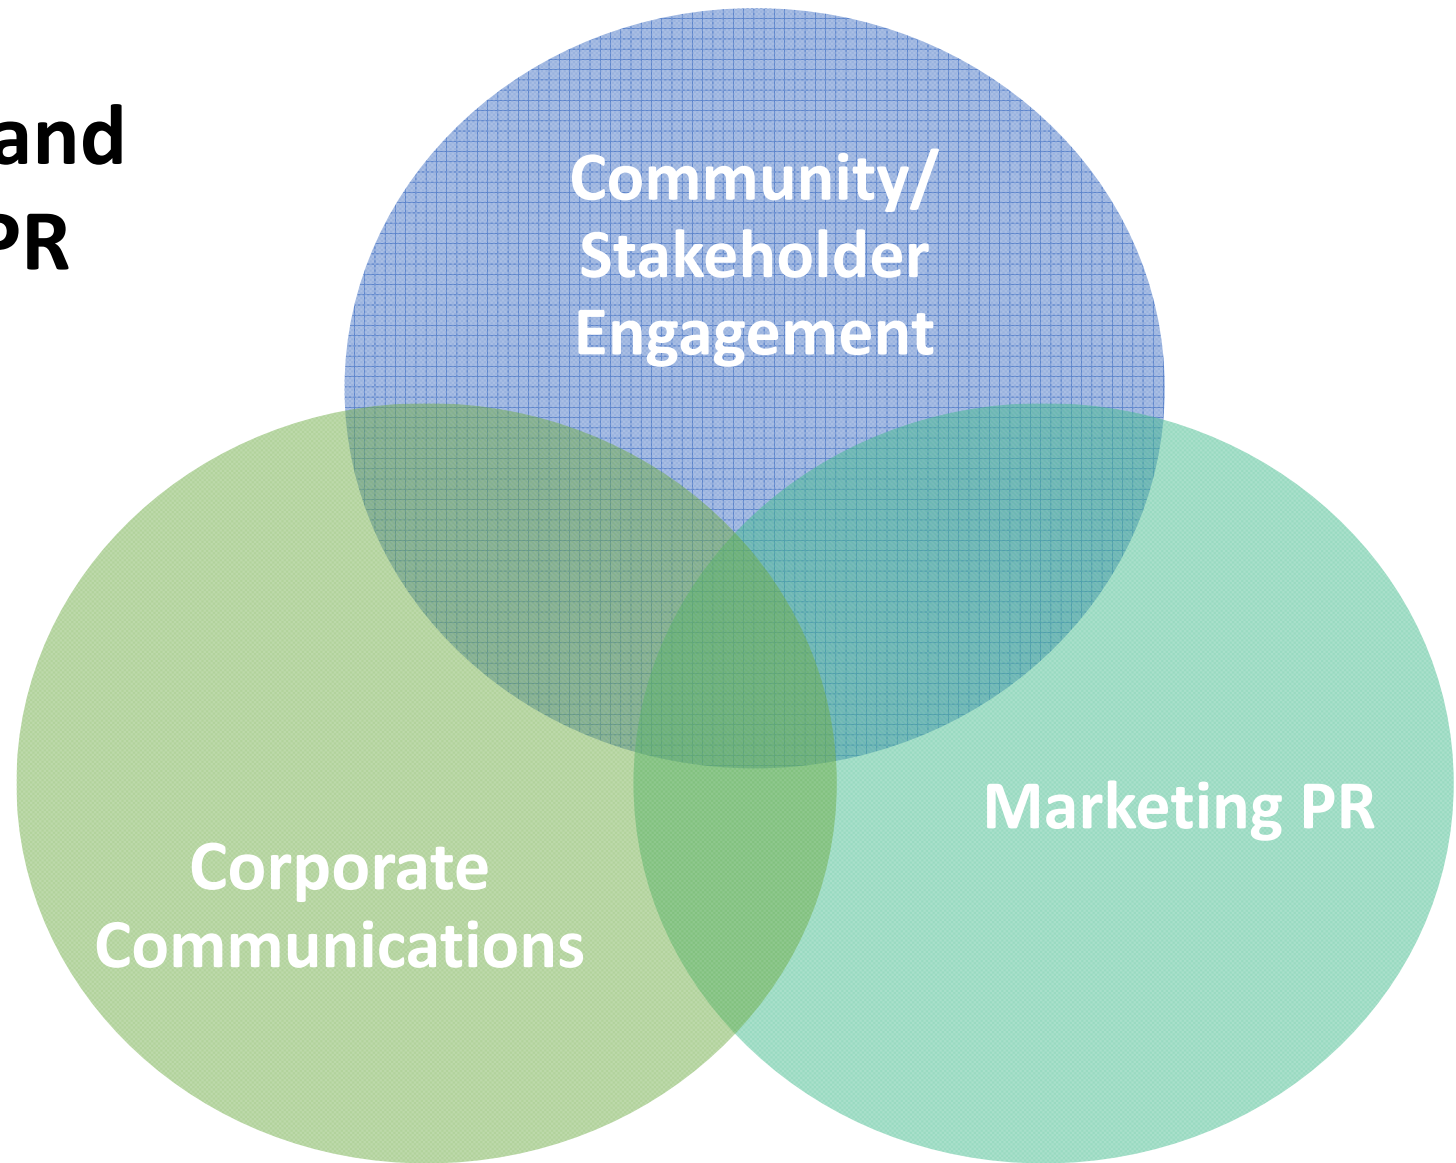 and
PR
Community/
Stakeholder
Engagement
Marketing PR
Corporate
Communications